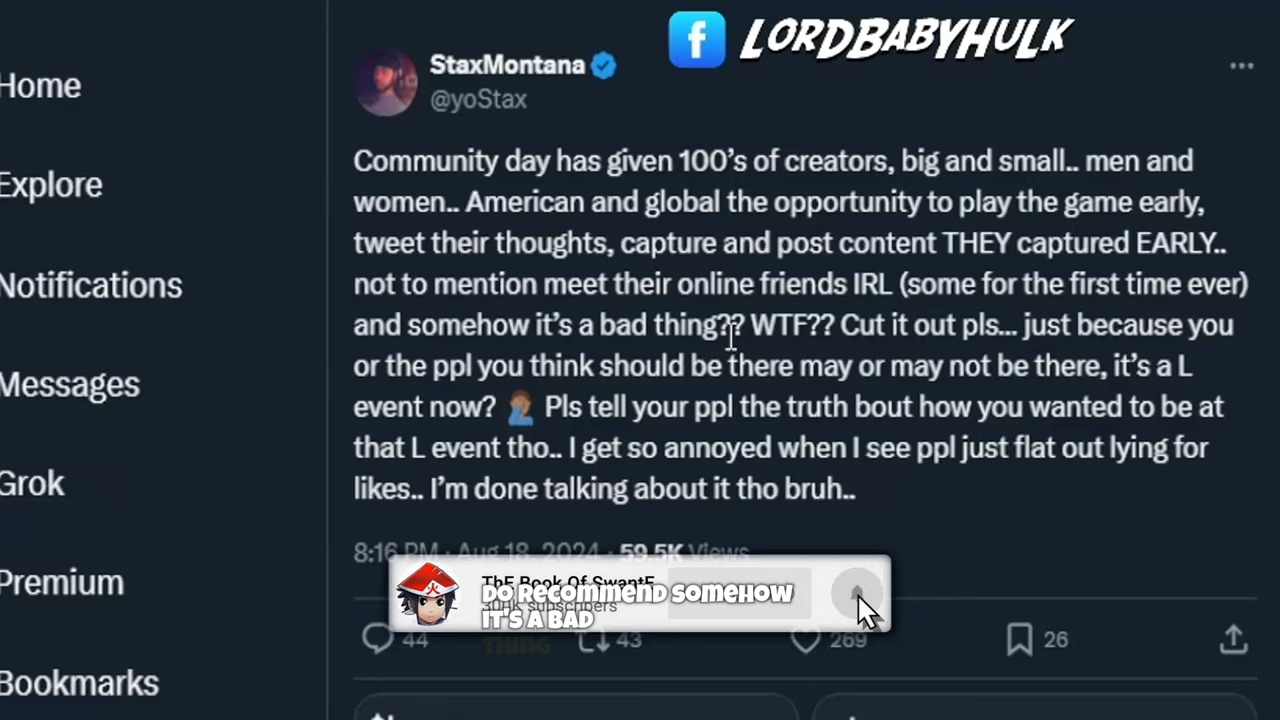 f LORDBABYHULK
Home
Explore
Notifications
Messages
Grok
Premium
Bookmarks
StaxMontana
@yoStax
Community day has given 100’s of creators, big and small.. men and
women.. American and global the opportunity to play the game early,
tweet their thoughts, capture and post content THEY captured EARLY..
not to mention meet their online friends IRL (some for the first time ever)
and somehow it’s a bad thing?? WTF?? Cut it out pls... just because you
or the ppl you think should be there may or may not be there, it’s a L
event now? 🤦🏾‍♂️ Pls tell your ppl the truth bout how you wanted to be at
that L event tho.. I get so annoyed when I see ppl just flat out lying for
likes.. I’m done talking about it tho bruh..
8:16 PM · Aug 18, 2024 · 59.5K Views
ThE Book Of SwantE
DO RECOMMEND SOMEHOW
subscribers
IT'S A BAD
THING
火
44
43
269
26